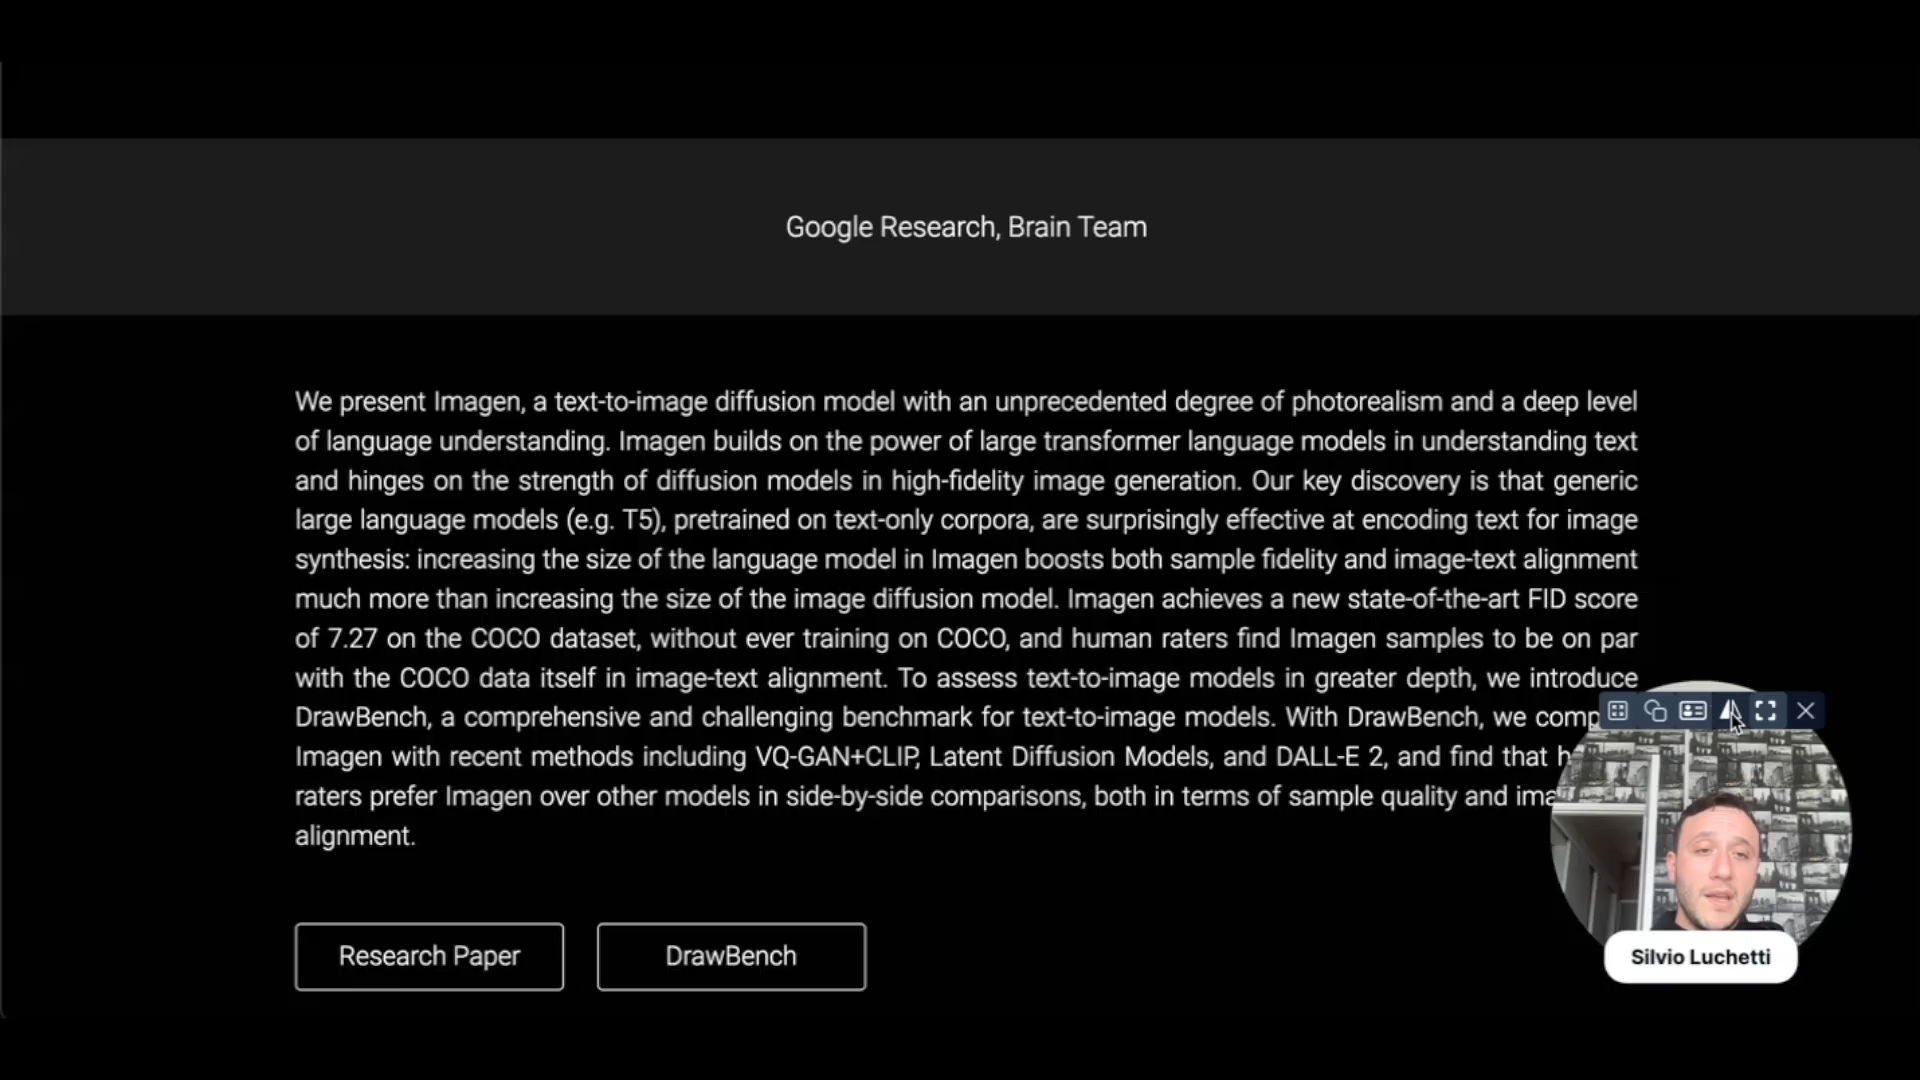 Google Research, Brain Team
We present Imagen, a text-to-image diffusion model with an unprecedented degree of photorealism and a deep level
of language understanding. Imagen builds on the power of large transformer language models in understanding text
and hinges on the strength of diffusion models in high-fidelity image generation. Our key discovery is that generic
large language models (e.g. T5), pretrained on text-only corpora, are surprisingly effective at encoding text for image
synthesis: increasing the size of the language model in Imagen boosts both sample fidelity and image-text alignment
much more than increasing the size of the image diffusion model. Imagen achieves a new state-of-the-art FID score
of 7.27 on the COCO dataset, without ever training on COCO, and human raters find Imagen samples to be on par
with the COCO data itself in image-text alignment. To assess text-to-image models in greater depth, we introduce
DrawBench, a comprehensive and challenging benchmark for text-to-image models. With DrawBench, we
Imagen with recent methods including VQ-GAN+CLIP, Latent Diffusion Models, and DALL-E 2, and find that
raters prefer Imagen over other models in side-by-side comparisons, both in terms of sample quality and
alignment.
Research Paper
DrawBench
Silvio Luchetti